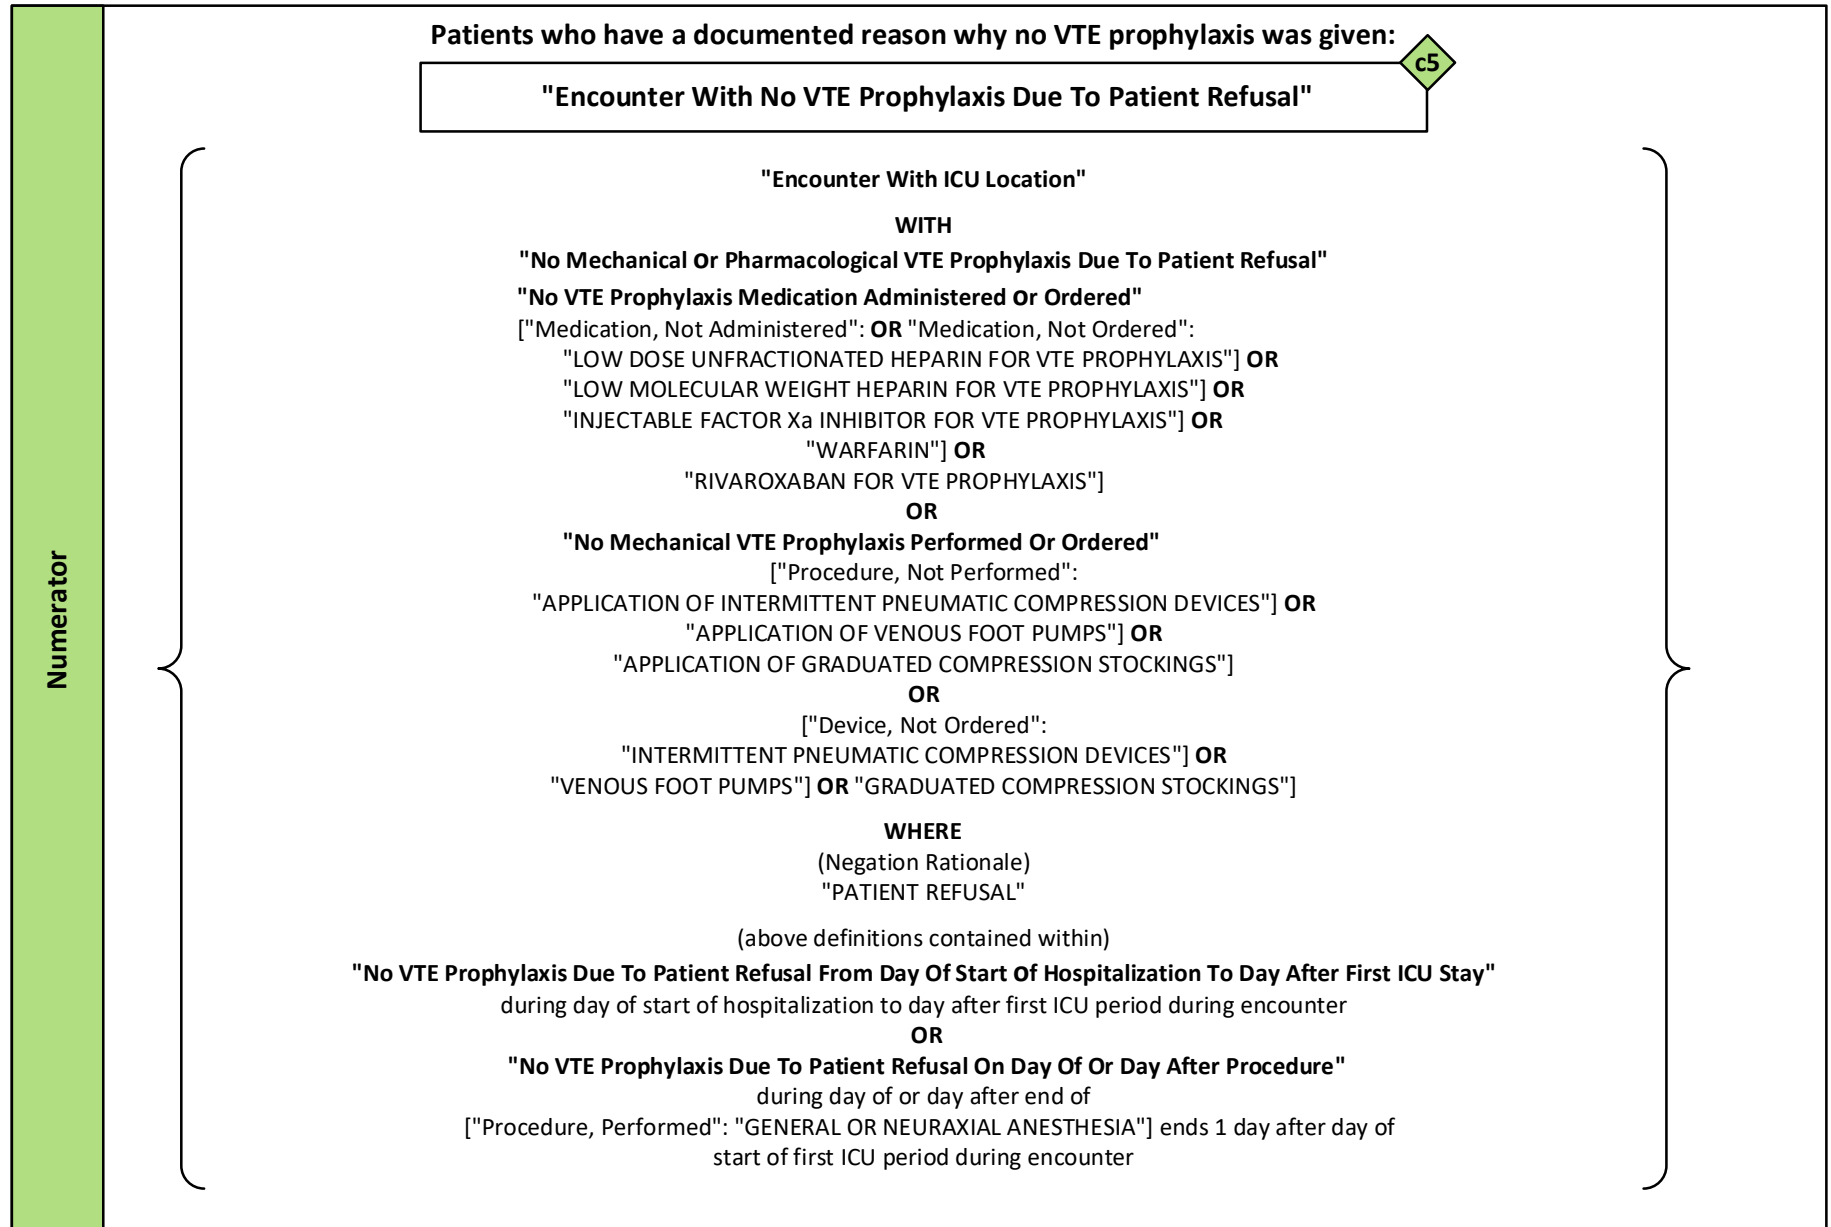 Patients who have a documented reason why no VTE prophylaxis was given:
c5
"Encounter With No VTE Prophylaxis Due To Patient Refusal"
Numerator
"Encounter With ICU Location"
WITH
"No Mechanical Or Pharmacological VTE Prophylaxis Due To Patient Refusal"
"No VTE Prophylaxis Medication Administered Or Ordered"
["Medication, Not Administered": OR "Medication, Not Ordered":
"LOW DOSE UNFRACTIONATED HEPARIN FOR VTE PROPHYLAXIS"] OR
"LOW MOLECULAR WEIGHT HEPARIN FOR VTE PROPHYLAXIS"] OR
"INJECTABLE FACTOR Xa INHIBITOR FOR VTE PROPHYLAXIS"] OR
"WARFARIN"] OR
"RIVAROXABAN FOR VTE PROPHYLAXIS"]
OR
"No Mechanical VTE Prophylaxis Performed Or Ordered"
["Procedure, Not Performed":
"APPLICATION OF INTERMITTENT PNEUMATIC COMPRESSION DEVICES"] OR
"APPLICATION OF VENOUS FOOT PUMPS"] OR
"APPLICATION OF GRADUATED COMPRESSION STOCKINGS"]
OR
["Device, Not Ordered":
"INTERMITTENT PNEUMATIC COMPRESSION DEVICES"] OR
"VENOUS FOOT PUMPS"] OR "GRADUATED COMPRESSION STOCKINGS"]
WHERE
(Negation Rationale)
"PATIENT REFUSAL"
(above definitions contained within)
"No VTE Prophylaxis Due To Patient Refusal From Day Of Start Of Hospitalization To Day After First ICU Stay"
during day of start of hospitalization to day after first ICU period during encounter
OR
"No VTE Prophylaxis Due To Patient Refusal On Day Of Or Day After Procedure"
during day of or day after end of
["Procedure, Performed": "GENERAL OR NEURAXIAL ANESTHESIA"] ends 1 day after day of
start of first ICU period during encounter